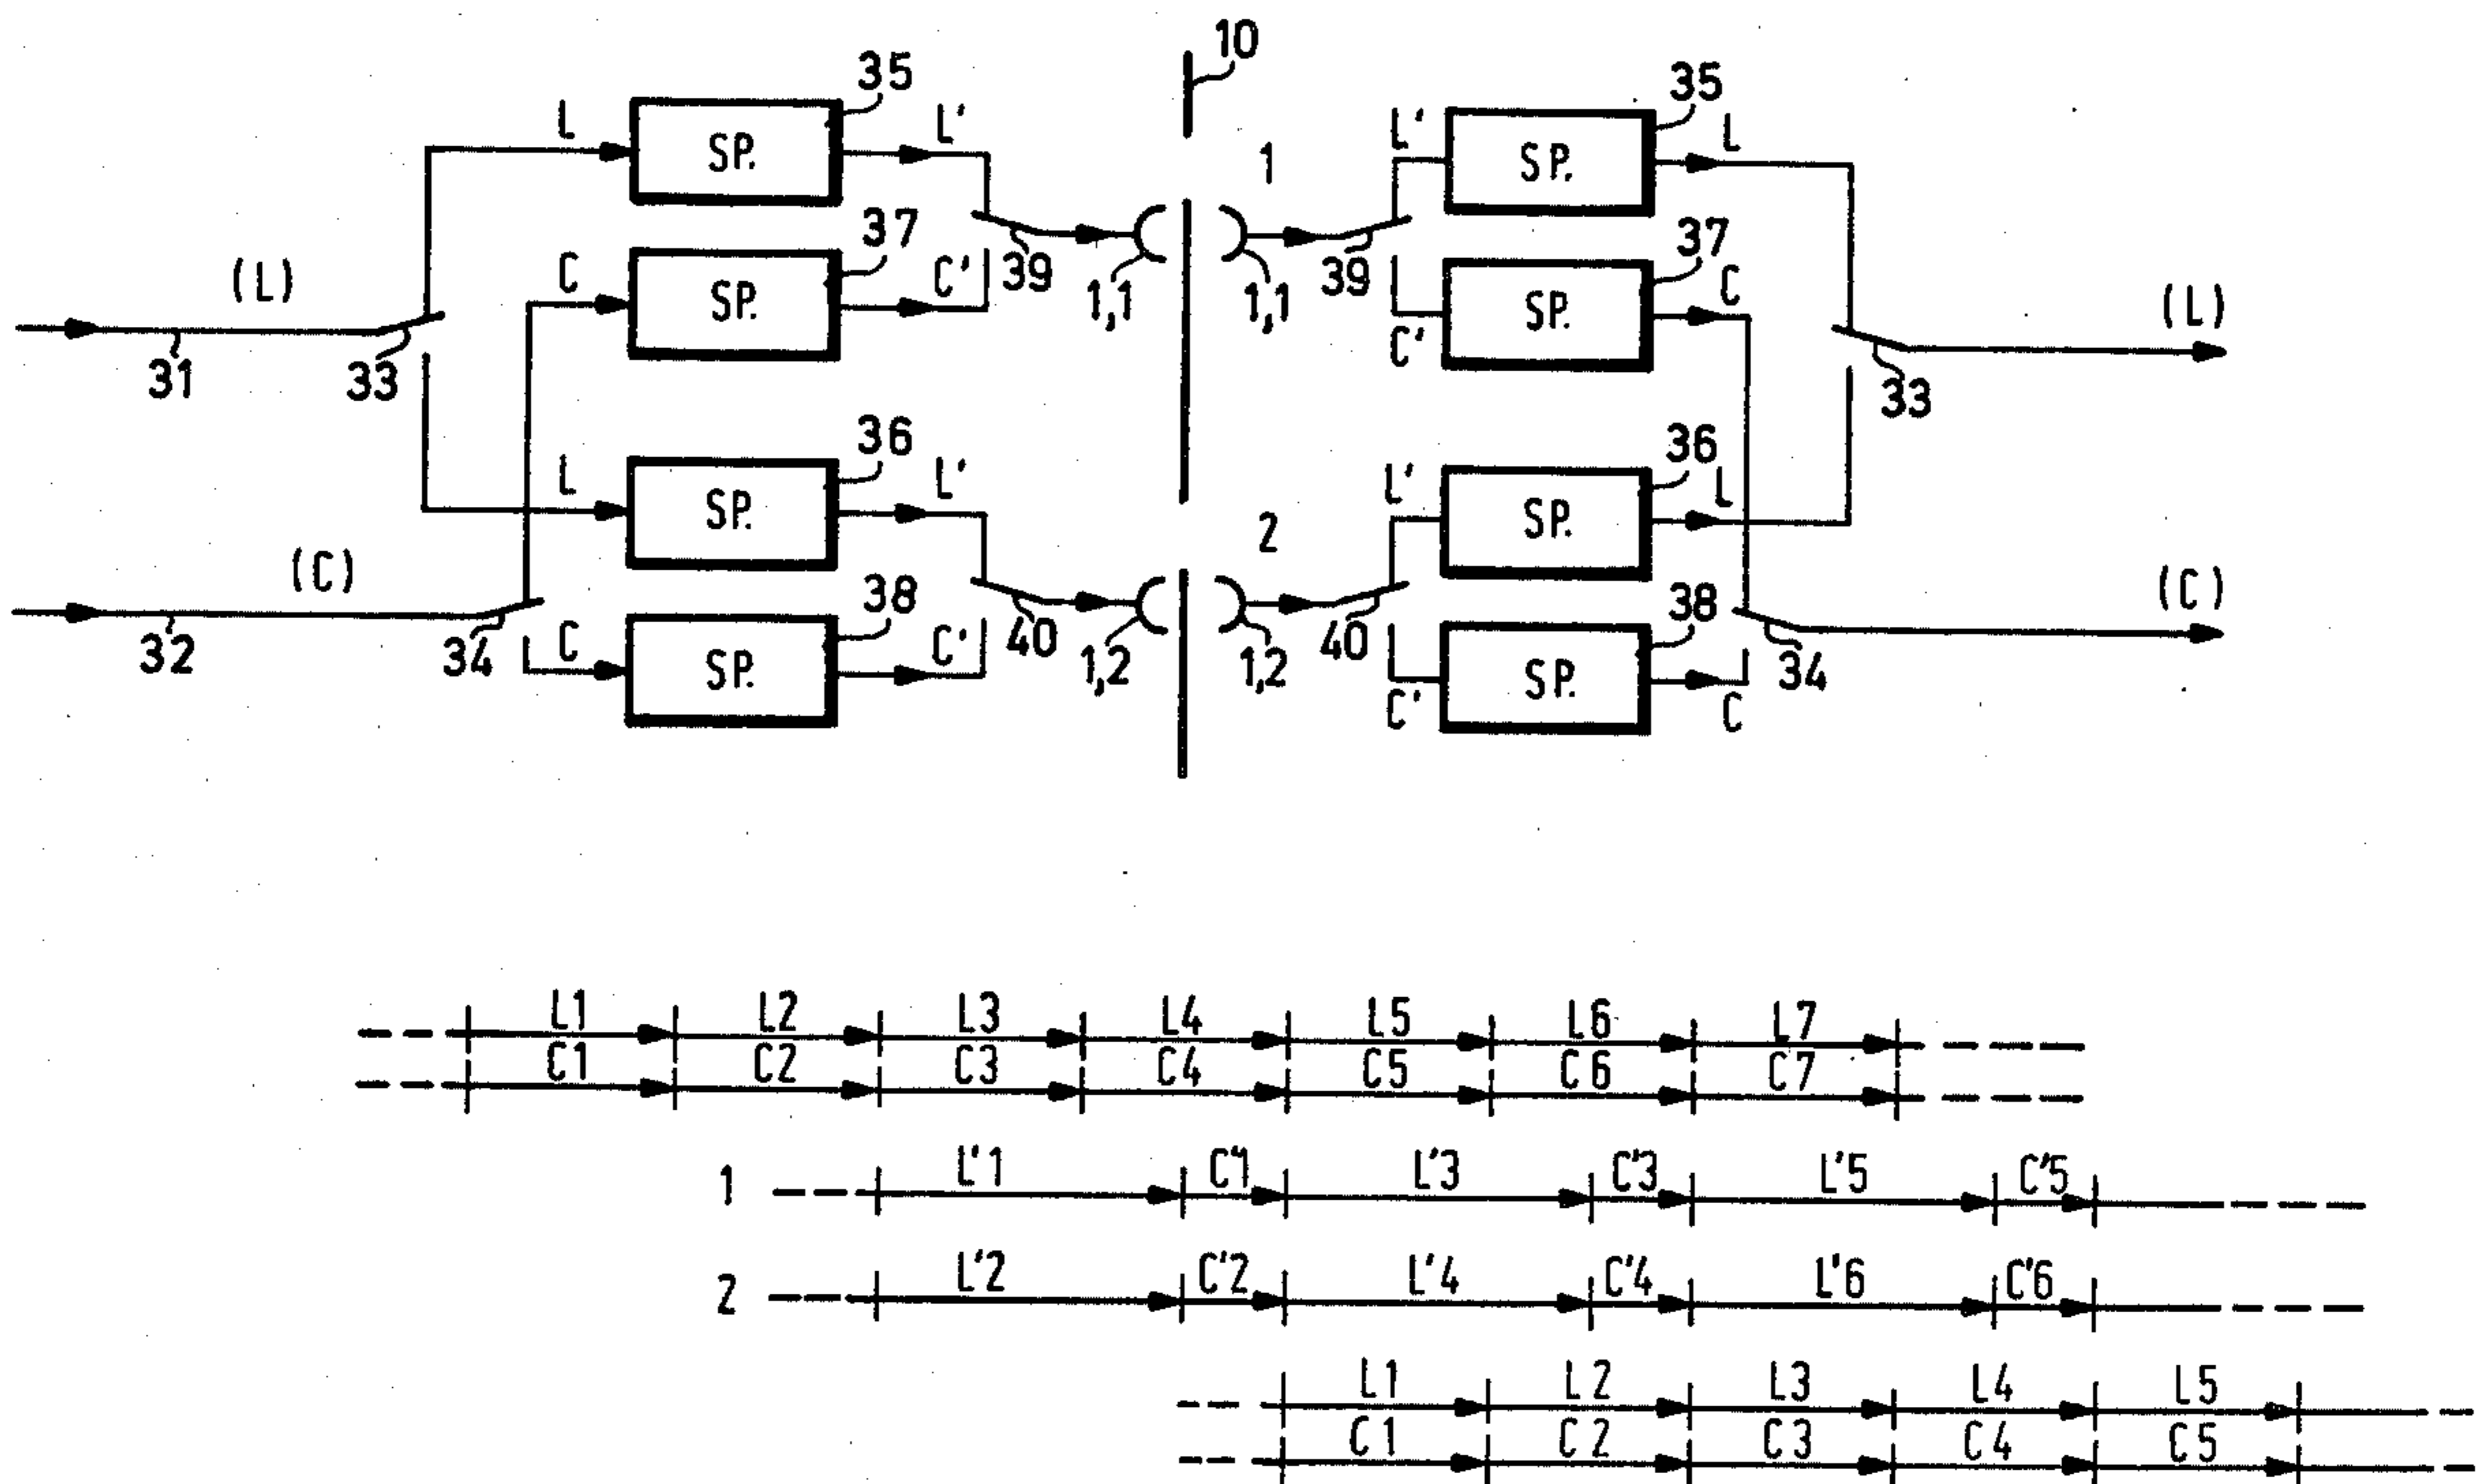 10
35 35
L SP. L' 1 L' SP. L
37 37
(L) C SP. C' 39 1,1 1,1 39 C' SP. C (L)
31 33 33
36 36
L SP. L' 2 L' SP. L
(C) 38 38 (C)
32 34 C SP. C' 40 1,2 1,2 40 C' SP. C 34
L1 L2 L3 L4 L5 L6 L7
C1 C2 C3 C4 C5 C6 C7
1 L'1 C'1 L'3 C'3 L'5 C'5
2 L'2 C'2 L'4 C'4 L'6 C'6
L1 L2 L3 L4 L5
C1 C2 C3 C4 C5